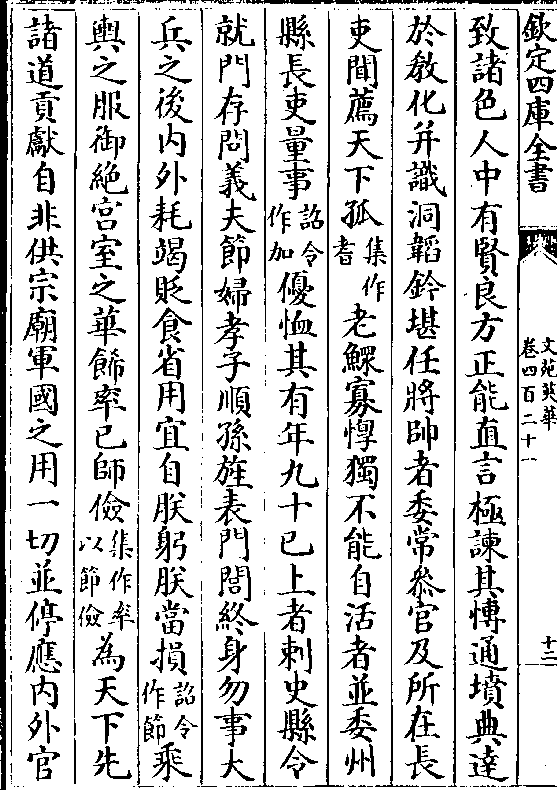 欽定四庫全書
文苑英華
卷四百二十一
十二
致諸色人中有賢良方正能直言極諫其愽通墳典達
於教化并識洞韜鈐堪任將帥者委常叅官及所在長
吏間薦天下孤集作耆老鰥寡惸獨不能自活者並委州
縣長吏量事詔令作加優恤其有年九十已上者刺史縣令
就門存問義夫節婦孝子順孫旌表門閭終身勿事大
兵之後内外耗竭貶食省用宜自朕躬朕當損詔令作節乘
輿之服御絶宫室之華飾率已師儉集作率以節儉為天下先
諸道貢獻自非供宗廟軍國之用一切並停應内外官